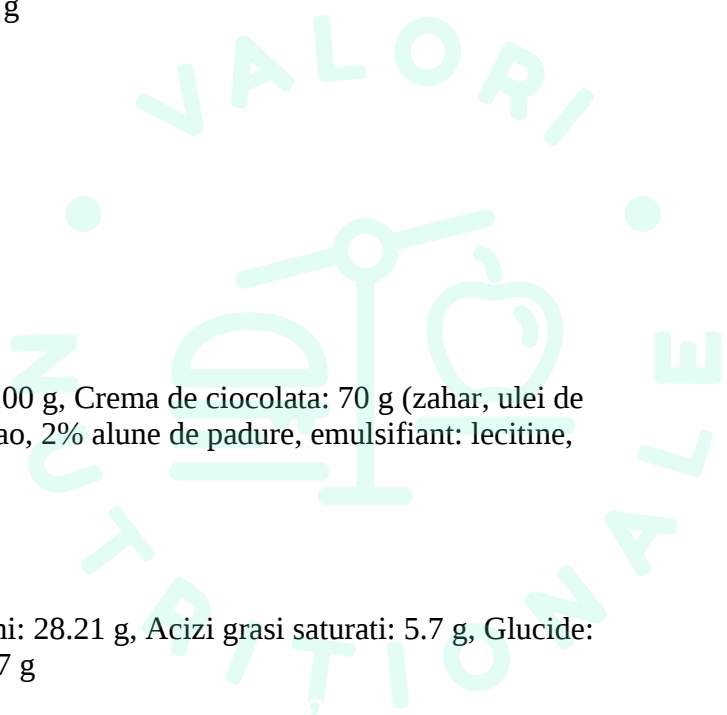 g
VALORI
00 g, Crema de ciocolata: 70 g (zahar, ulei de
ao, 2% alune de padure, emulsifiant: lecitine,
ni: 28.21 g, Acizi grasi saturati: 5.7 g, Glucide:
7 g
NUTRITIONALE